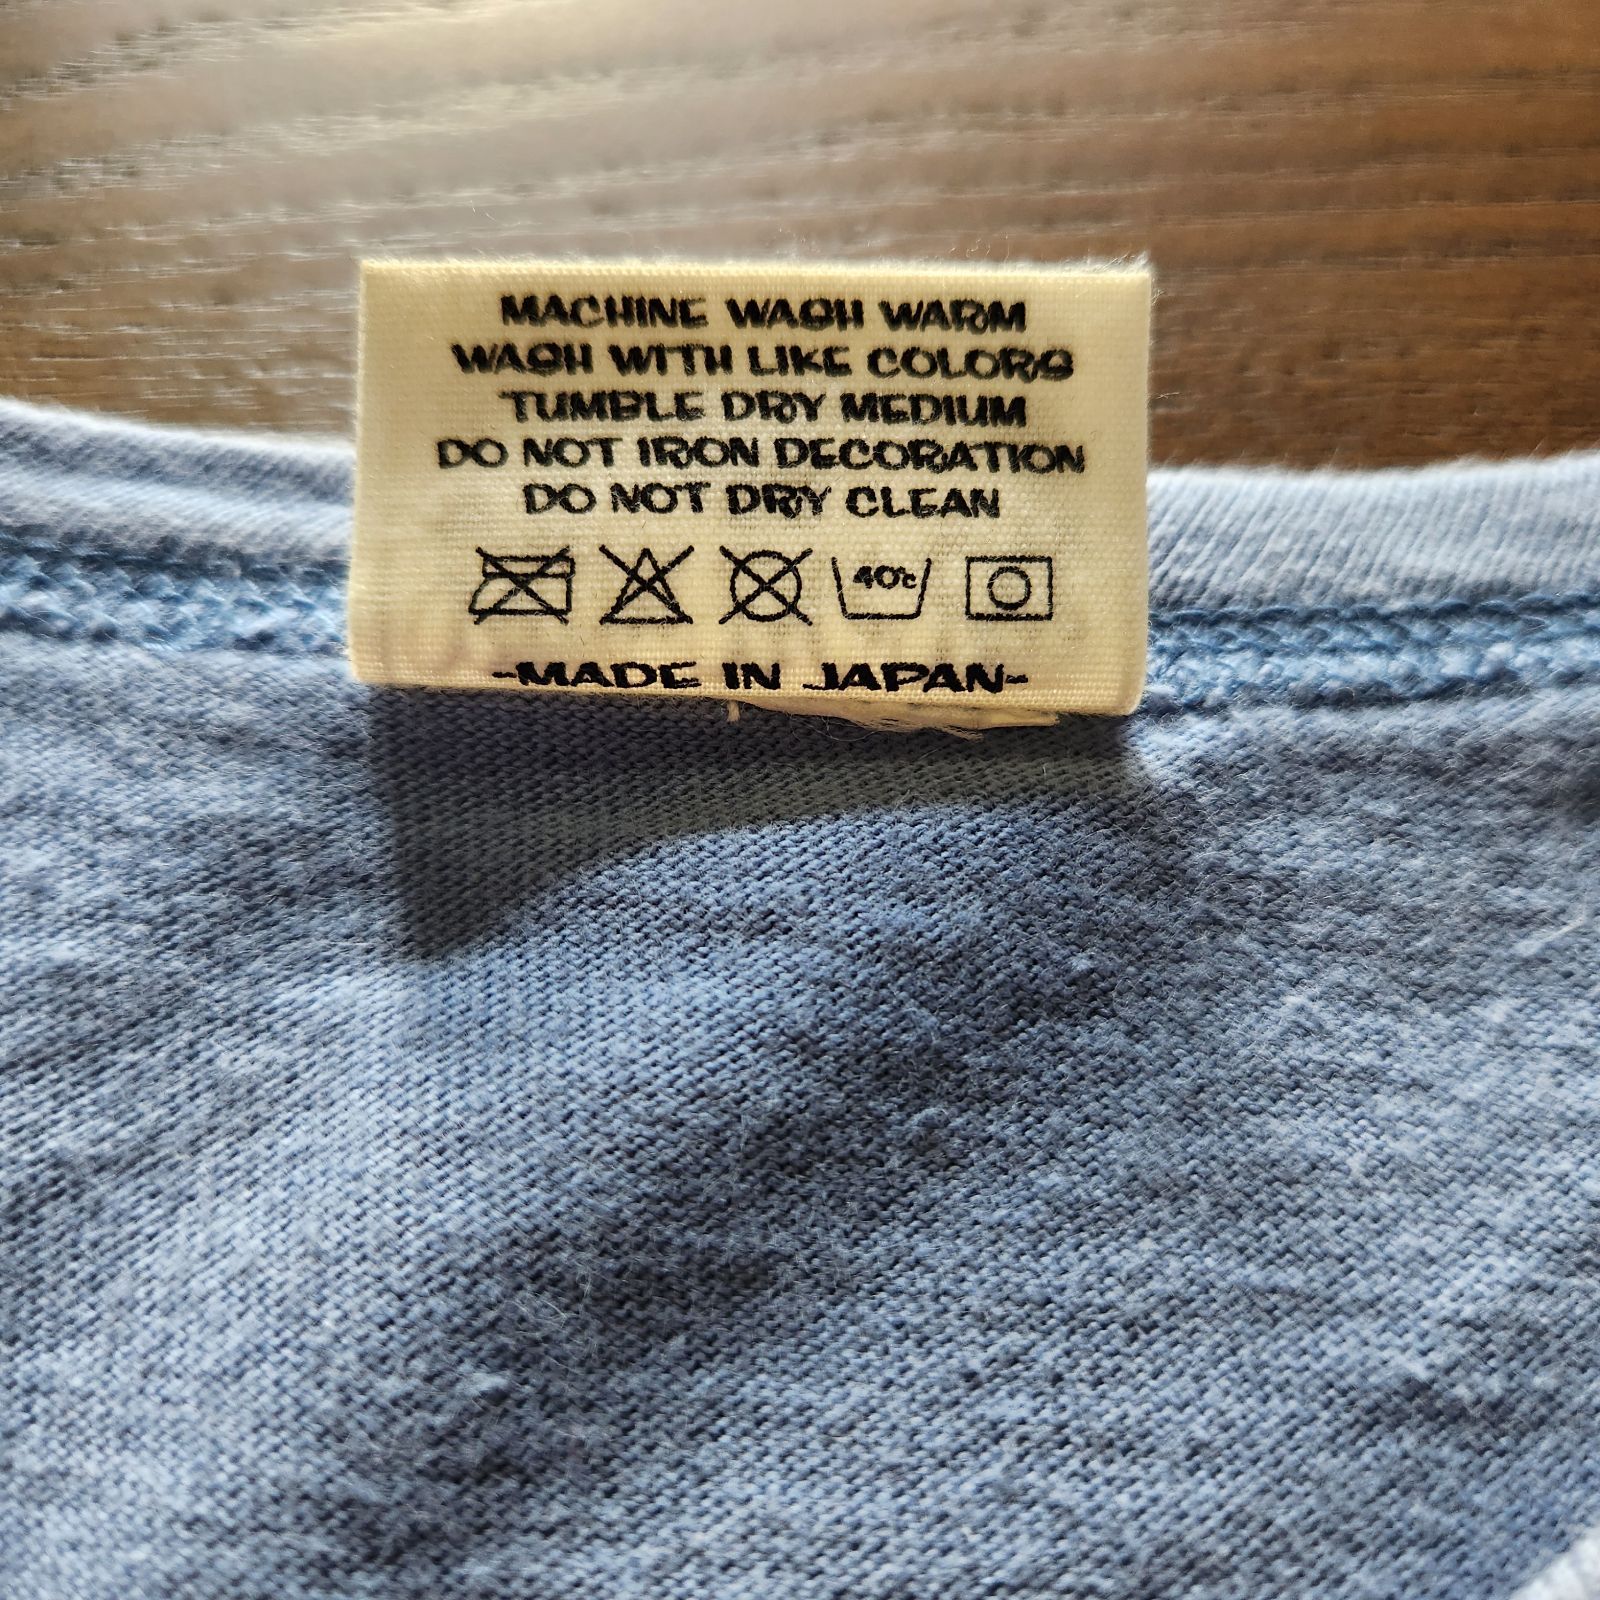 MACHINE WASH WARM
WASH WITH LIKE COLORS
TUMBLE DRY MEDIUM
DO NOT IRON DECORATION
DO NOT DRY CLEAN
40℃
-MADE IN JAPAN-